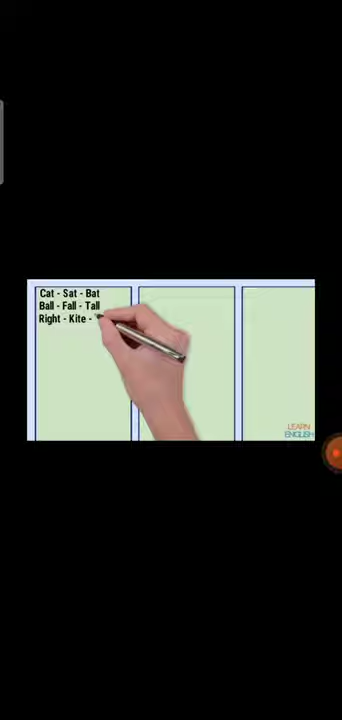 Cat - Sat - Bat
Ball - Fall - Tall
Right - Kite -
LEARN
ENGLISH